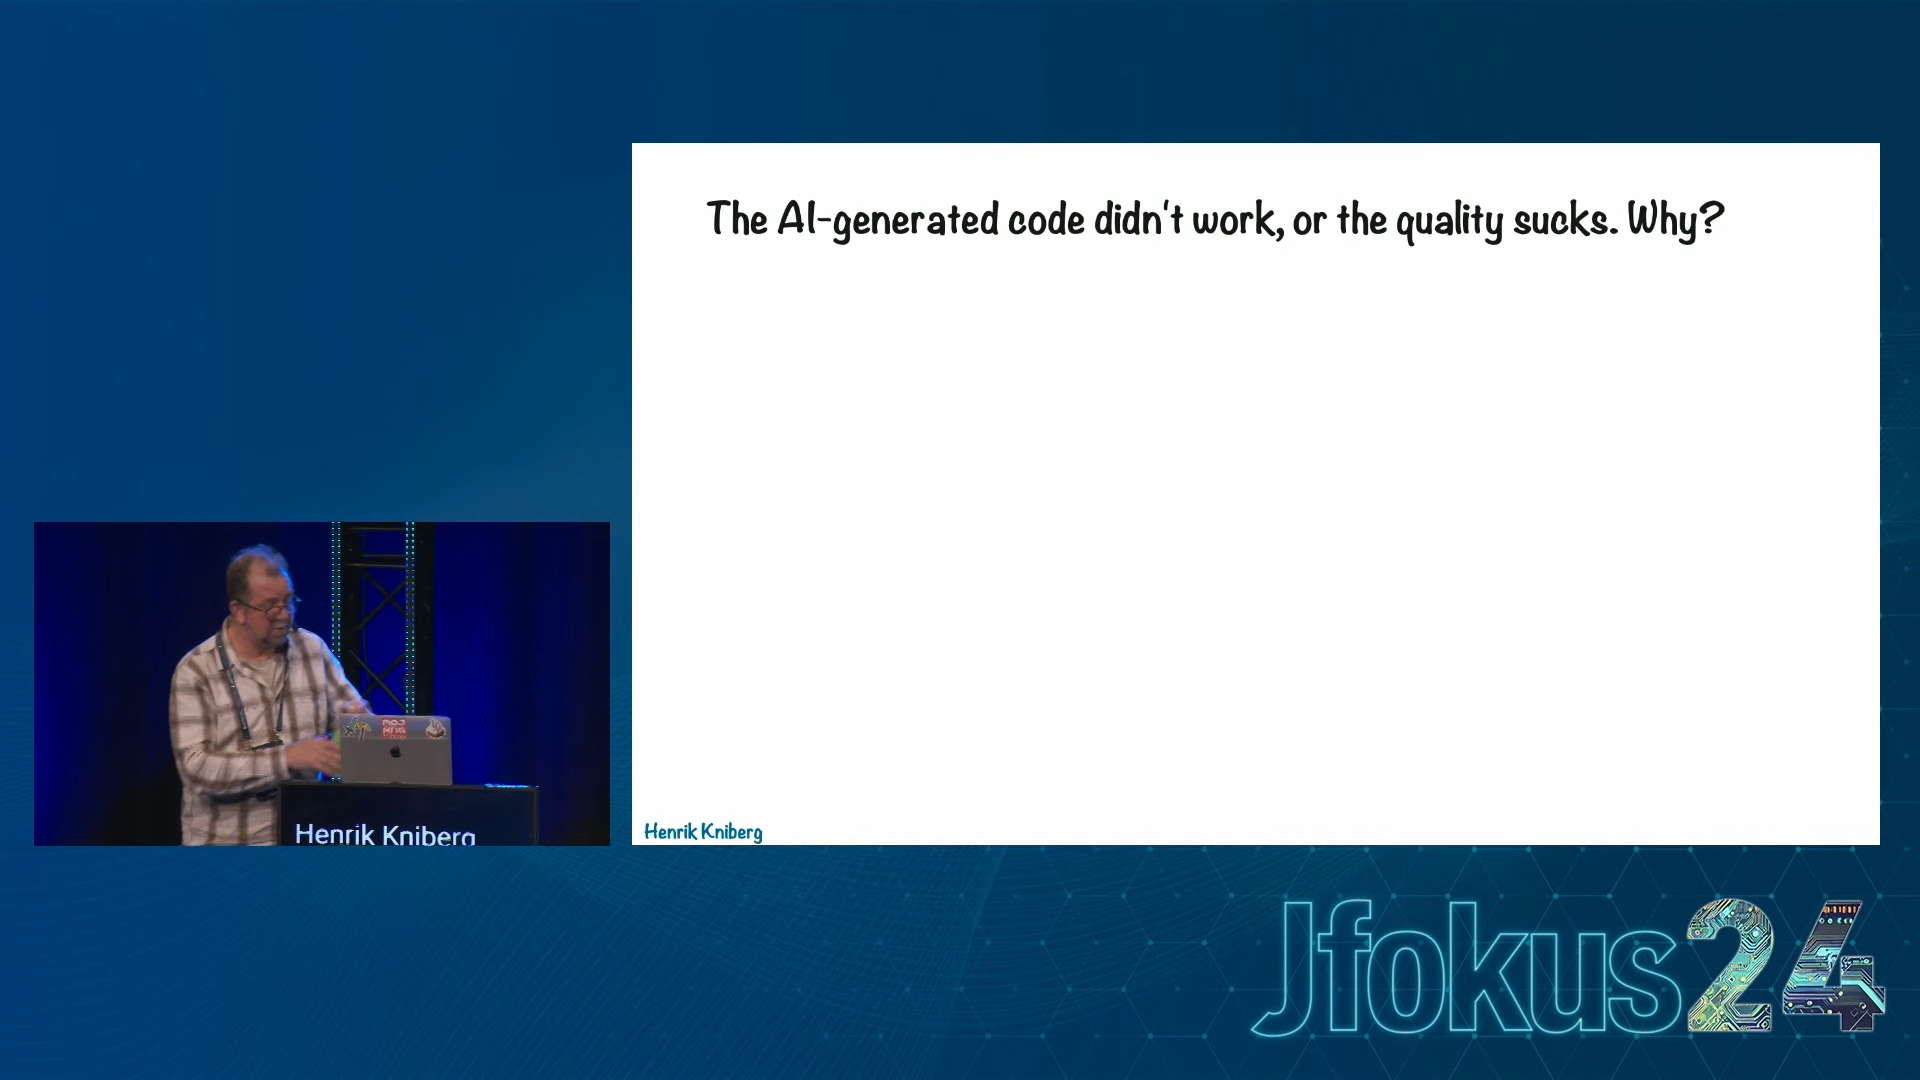 The AI-generated code didn't work, or the quality sucks. Why?
Henrik Kniberg
Henrik Kniberg
Jfokus24